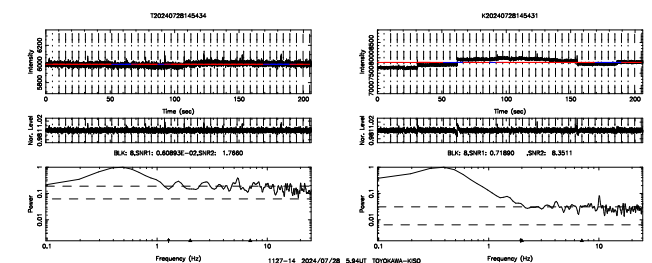 T20240728145434
K20240728145431
Intensity
5800 6000 6200
0 50 100 150 200
Time (sec)
Intensity
0 50 100 150 200
Time (sec)
Nor. Level
0.98 1 1.02
Nor. Level
0.98 1 1.02
BLK: 8,SNR1: 0.60893E-02,SNR2: 1.7660
BLK: 8,SNR1: 0.71890 ,SNR2: 8.3511
Power
0.01 0.1 1
0.1 1 10
Frequency (Hz)
Power
0.01 0.1 1
0.1 1 10
Frequency (Hz)
1127-14 2024/07/28 5.94UT TOYOKAWA-KISO